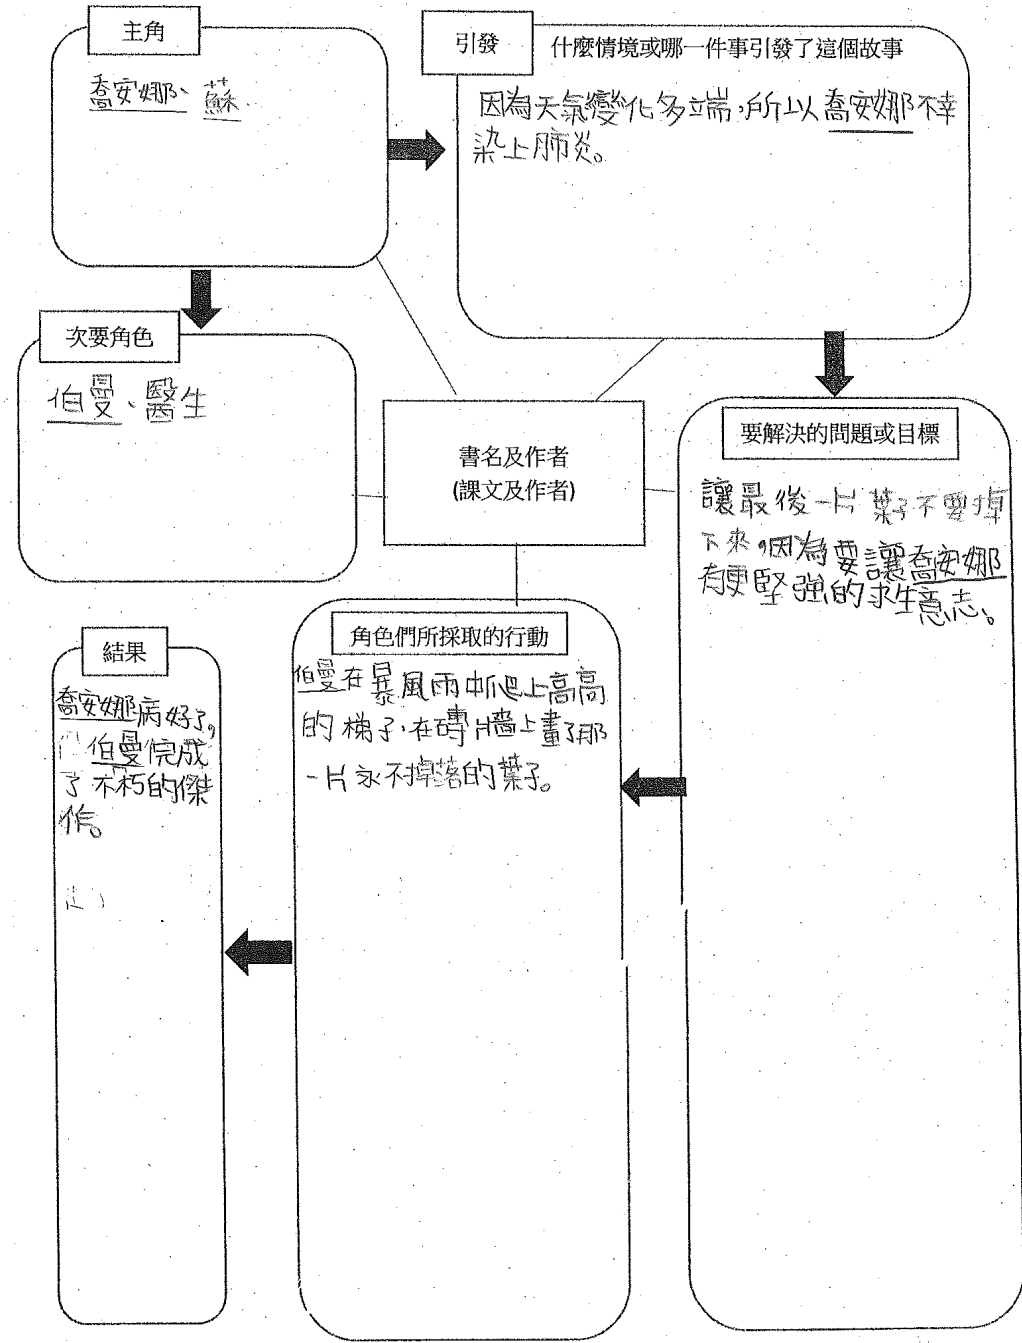 主角
喬安娜、蘇
引發
什麼情境或哪一件事引發了這個故事
因為天氣變化多端，所以喬安娜不幸
染上肺炎。
次要角色
伯曼、醫生
書名及作者
(課文及作者)
要解決的問題或目標
讓最後一片葉子不要掉
下來，因為要讓喬安娜
有更堅強的求生意志。
角色們所採取的行動
伯曼在暴風雨中爬上高高
的梯子，在磚牆上畫了那
一片永不掉落的葉子。
結果
喬安娜病好了，
伯曼完成
了不朽的傑
作。